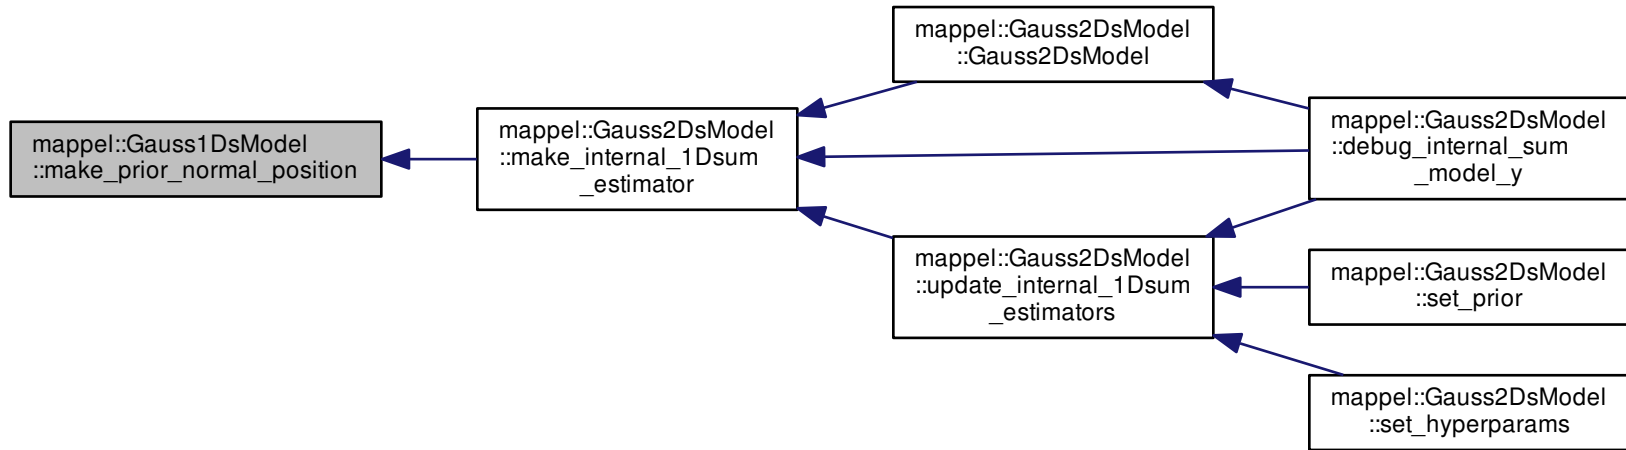 mappel::Gauss1DsModel
::make_prior_normal_position
mappel::Gauss2DsModel
::make_internal_1Dsum
_estimator
mappel::Gauss2DsModel
::Gauss2DsModel
mappel::Gauss2DsModel
::update_internal_1Dsum
_estimators
mappel::Gauss2DsModel
::debug_internal_sum
_model_y
mappel::Gauss2DsModel
::set_prior
mappel::Gauss2DsModel
::set_hyperparams